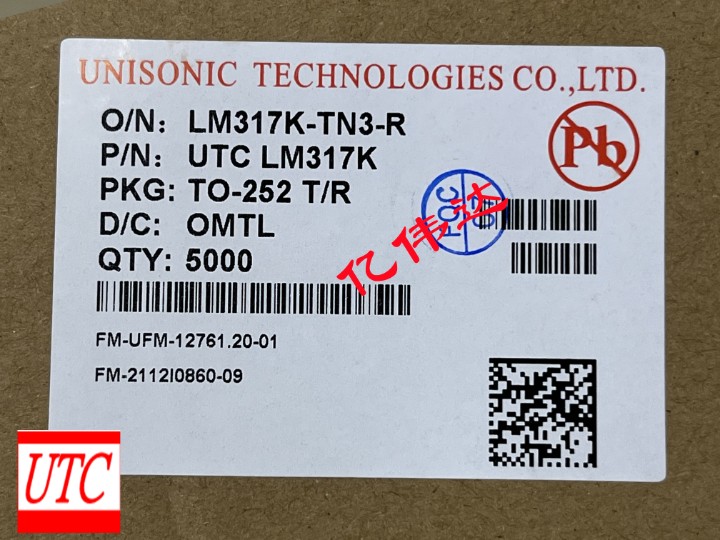 UNISONIC TECHNOLOGIES CO.,LTD.
O/N: LM317K-TN3-R
P/N: UTC LM317K
PKG: TO-252 T/R
D/C: OMTL
QTY: 5000
Pb
FQC
亿伟达
FM-UFM-12761.20-01
FM-2112I0860-09
UTC